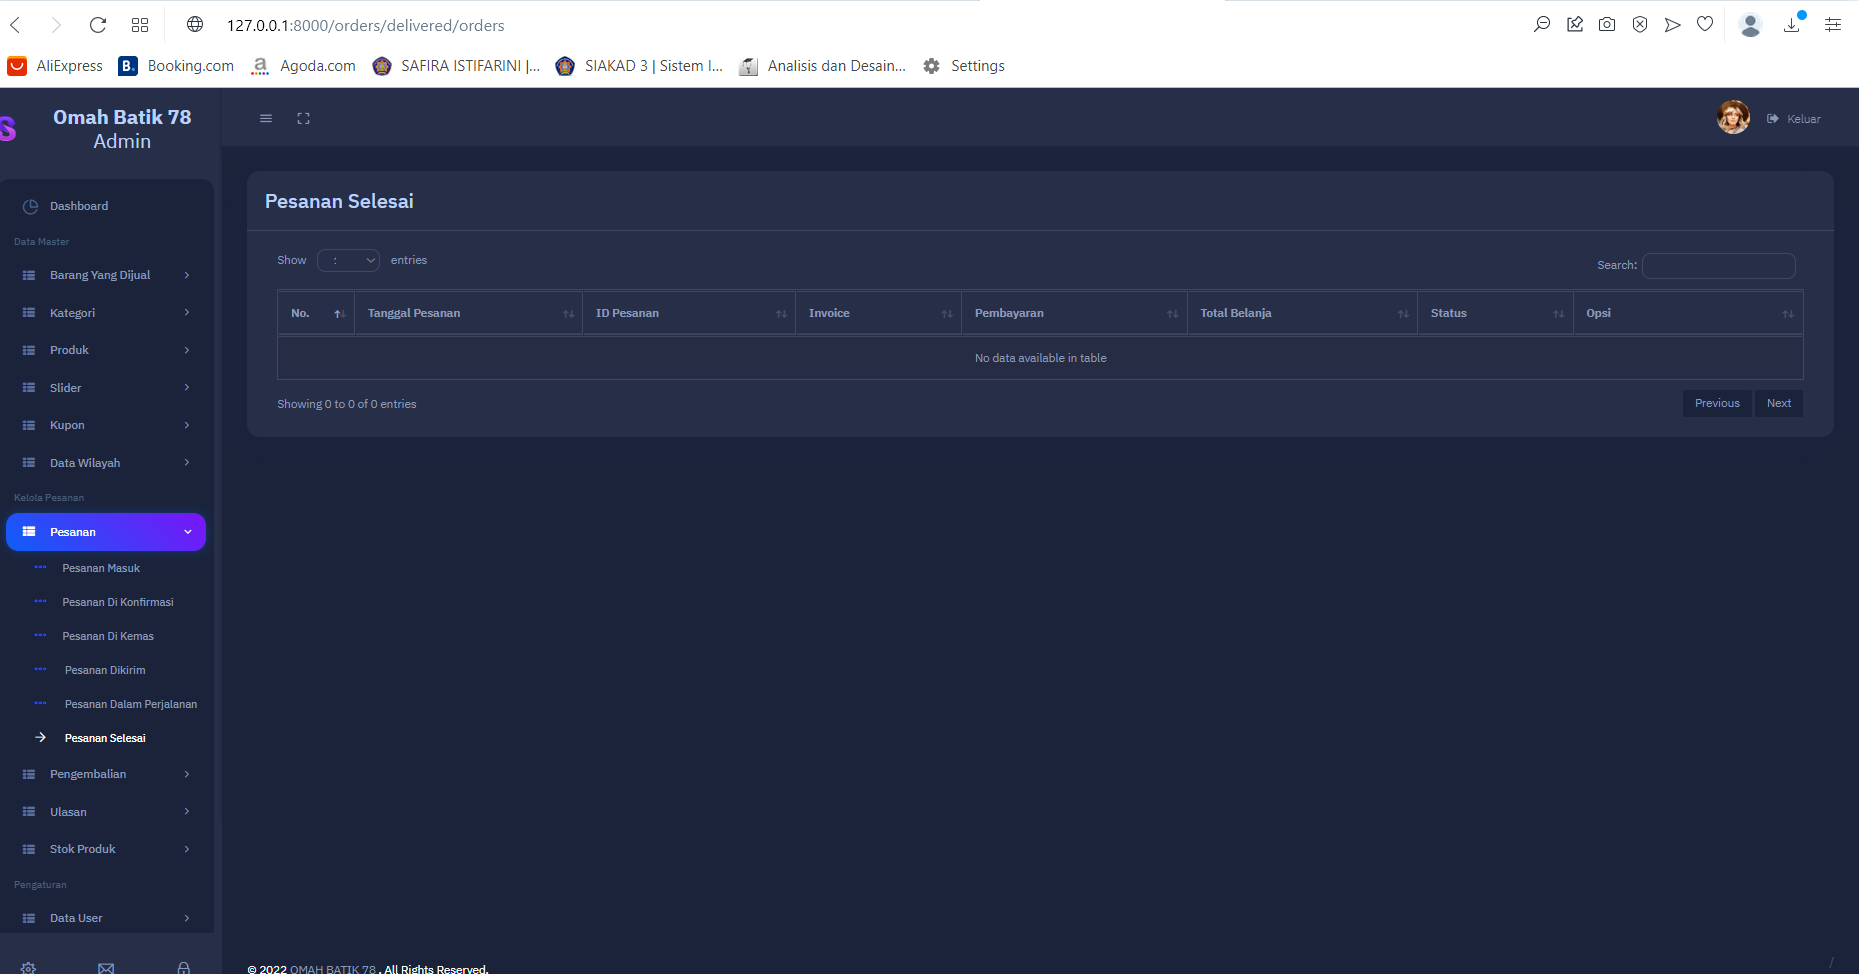 127.0.0.1:8000/orders/delivered/orders
AliExpress
B. Booking.com
a Agoda.com
SAFIRA ISTIFARINI |...
SIAKAD 3 | Sistem I...
Analisis dan Desain...
Settings
S
Omah Batik 78
Admin
Keluar
Dashboard
Data Master
Barang Yang Dijual
Kategori
Produk
Slider
Kupon
Data Wilayah
Kelola Pesanan
Pesanan
Pesanan Masuk
Pesanan Di Konfirmasi
Pesanan Di Kemas
Pesanan Dikirim
Pesanan Dalam Perjalanan
Pesanan Selesai
Pengembalian
Ulasan
Stok Produk
Pengaturan
Data User
Pesanan Selesai
Show entries
Search:
No. Tanggal Pesanan ID Pesanan Invoice Pembayaran Total Belanja Status Opsi
No data available in table
Showing 0 to 0 of 0 entries
Previous Next
© 2022 OMAH BATIK 78 . All Rights Reserved.